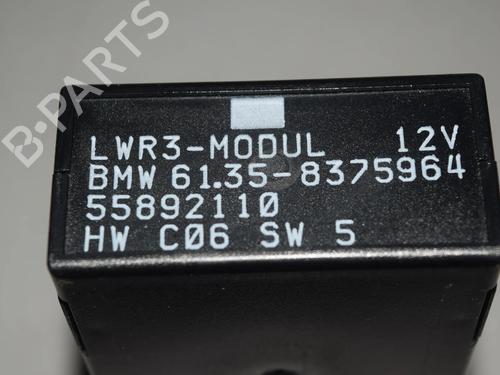 B-PARTS
LWR3-MODUL 12V
BMW 61.35-8375964
55892110
HW C06 SW 5